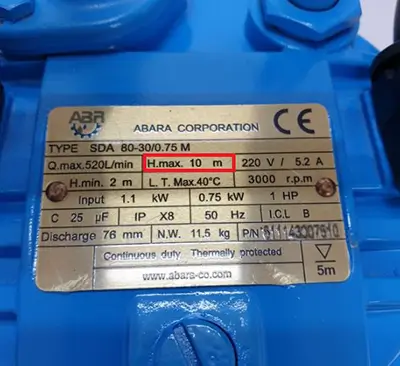 ABR
ABARA CORPORATION CE
TYPE SDA 80-30/0.75 M
Q.max.520L/min H.max. 10 m 220 V / 5.2 A
H.min. 2 m L.T. Max.40°C 3000 r.p.m
Input 1.1 kW 0.75 kW 1 HP
C 25 µF IP X8 50 Hz I.C.L B
Discharge 76 mm N.W. 11.5 kg P/N
Continuous duty Thermally protected
www.abara-co.com
5m